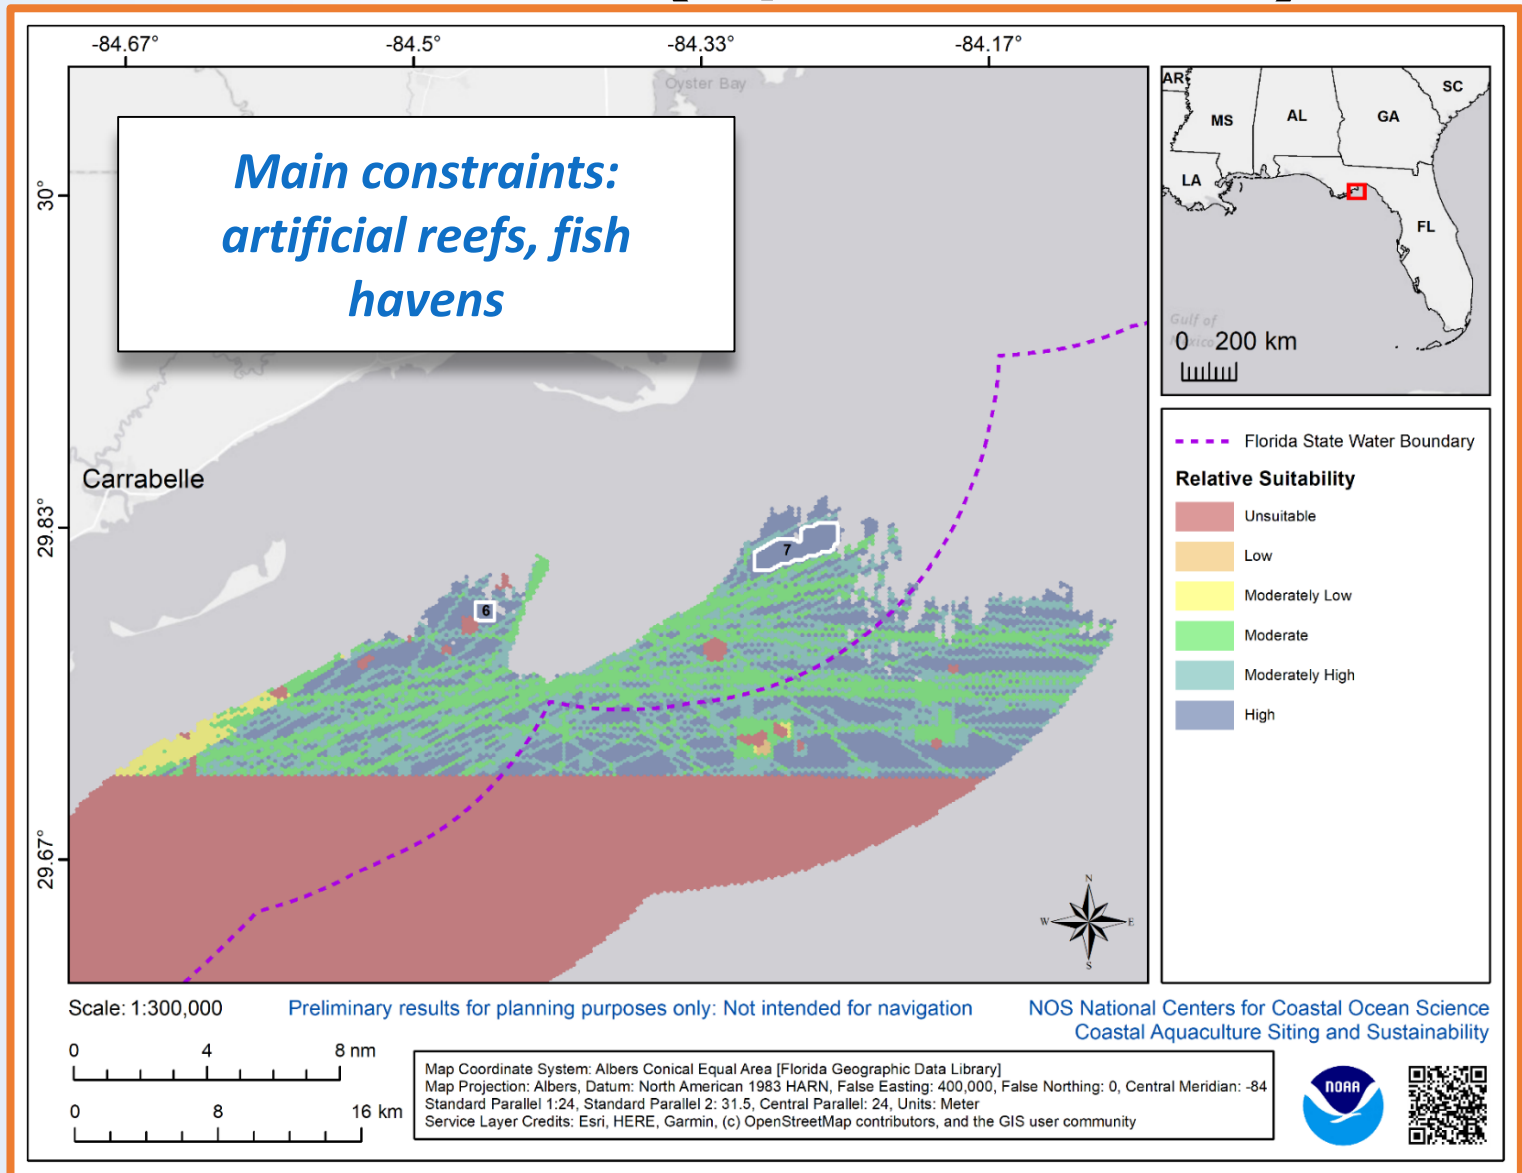 -84.67°
-84.5°
-84.33°
-84.17°
30°
29.83°
29.67°
Oyster Bay
Main constraints:
artificial reefs, fish
havens
Carrabelle
7
6
N
W
E
S
AR
MS
AL
GA
SC
LA
FL
Gulf of
0 200 km
Florida State Water Boundary
Relative Suitability
Unsuitable
Low
Moderately Low
Moderate
Moderately High
High
Scale: 1:300,000
Preliminary results for planning purposes only: Not intended for navigation
NOS National Centers for Coastal Ocean Science
Coastal Aquaculture Siting and Sustainability
0 4 8 nm
0 8 16 km
Map Coordinate System: Albers Conical Equal Area [Florida Geographic Data Library]
Map Projection: Albers, Datum: North American 1983 HARN, False Easting: 400,000, False Northing: 0, Central Meridian: -84
Standard Parallel 1:24, Standard Parallel 2: 31.5, Central Parallel: 24, Units: Meter
Service Layer Credits: Esri, HERE, Garmin, (c) OpenStreetMap contributors, and the GIS user community
NOAA